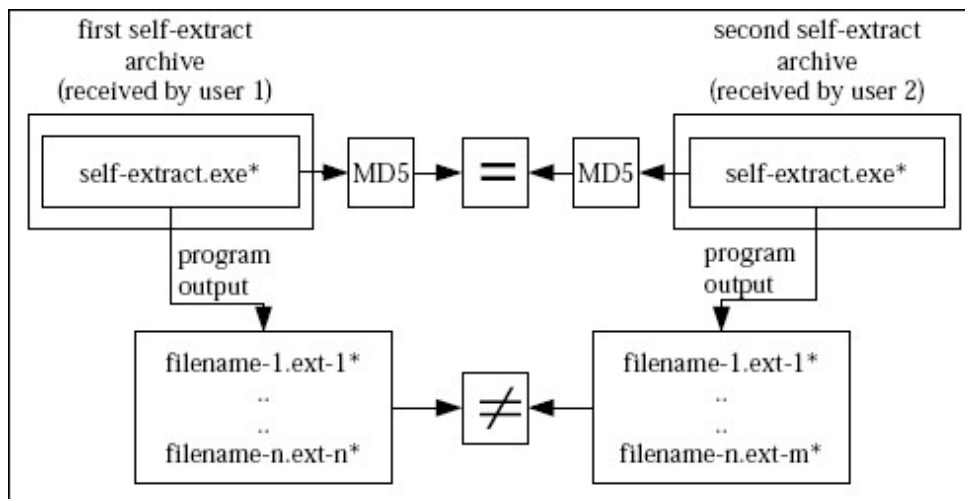 first self-extract
archive
(received by user 1)
second self-extract
archive
(received by user 2)
self-extract.exe*
MD5
=
MD5
self-extract.exe*
program
output
program
output
filename-1.ext-1*
..
..
filename-n.ext-n*
≠
filename-1.ext-1*
..
..
filename-n.ext-m*